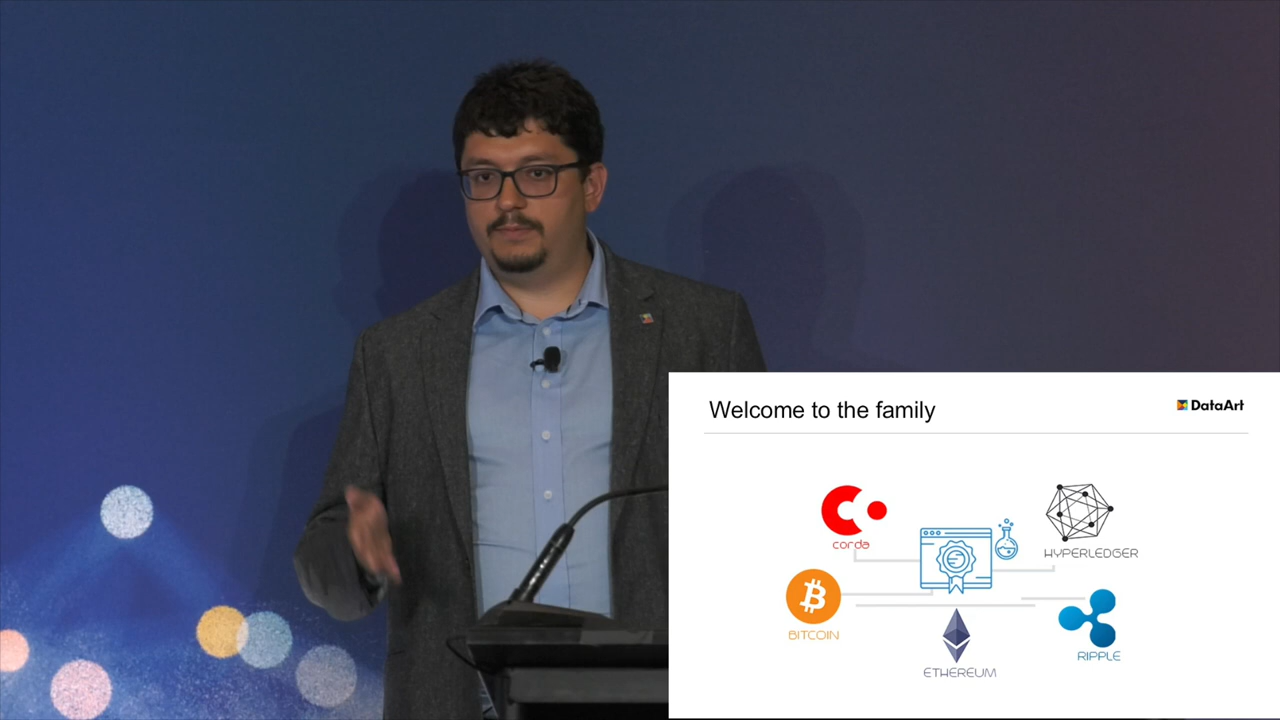 Welcome to the family
DataArt
corda
HYPERLEDGER
BITCOIN
RIPPLE
ETHEREUM